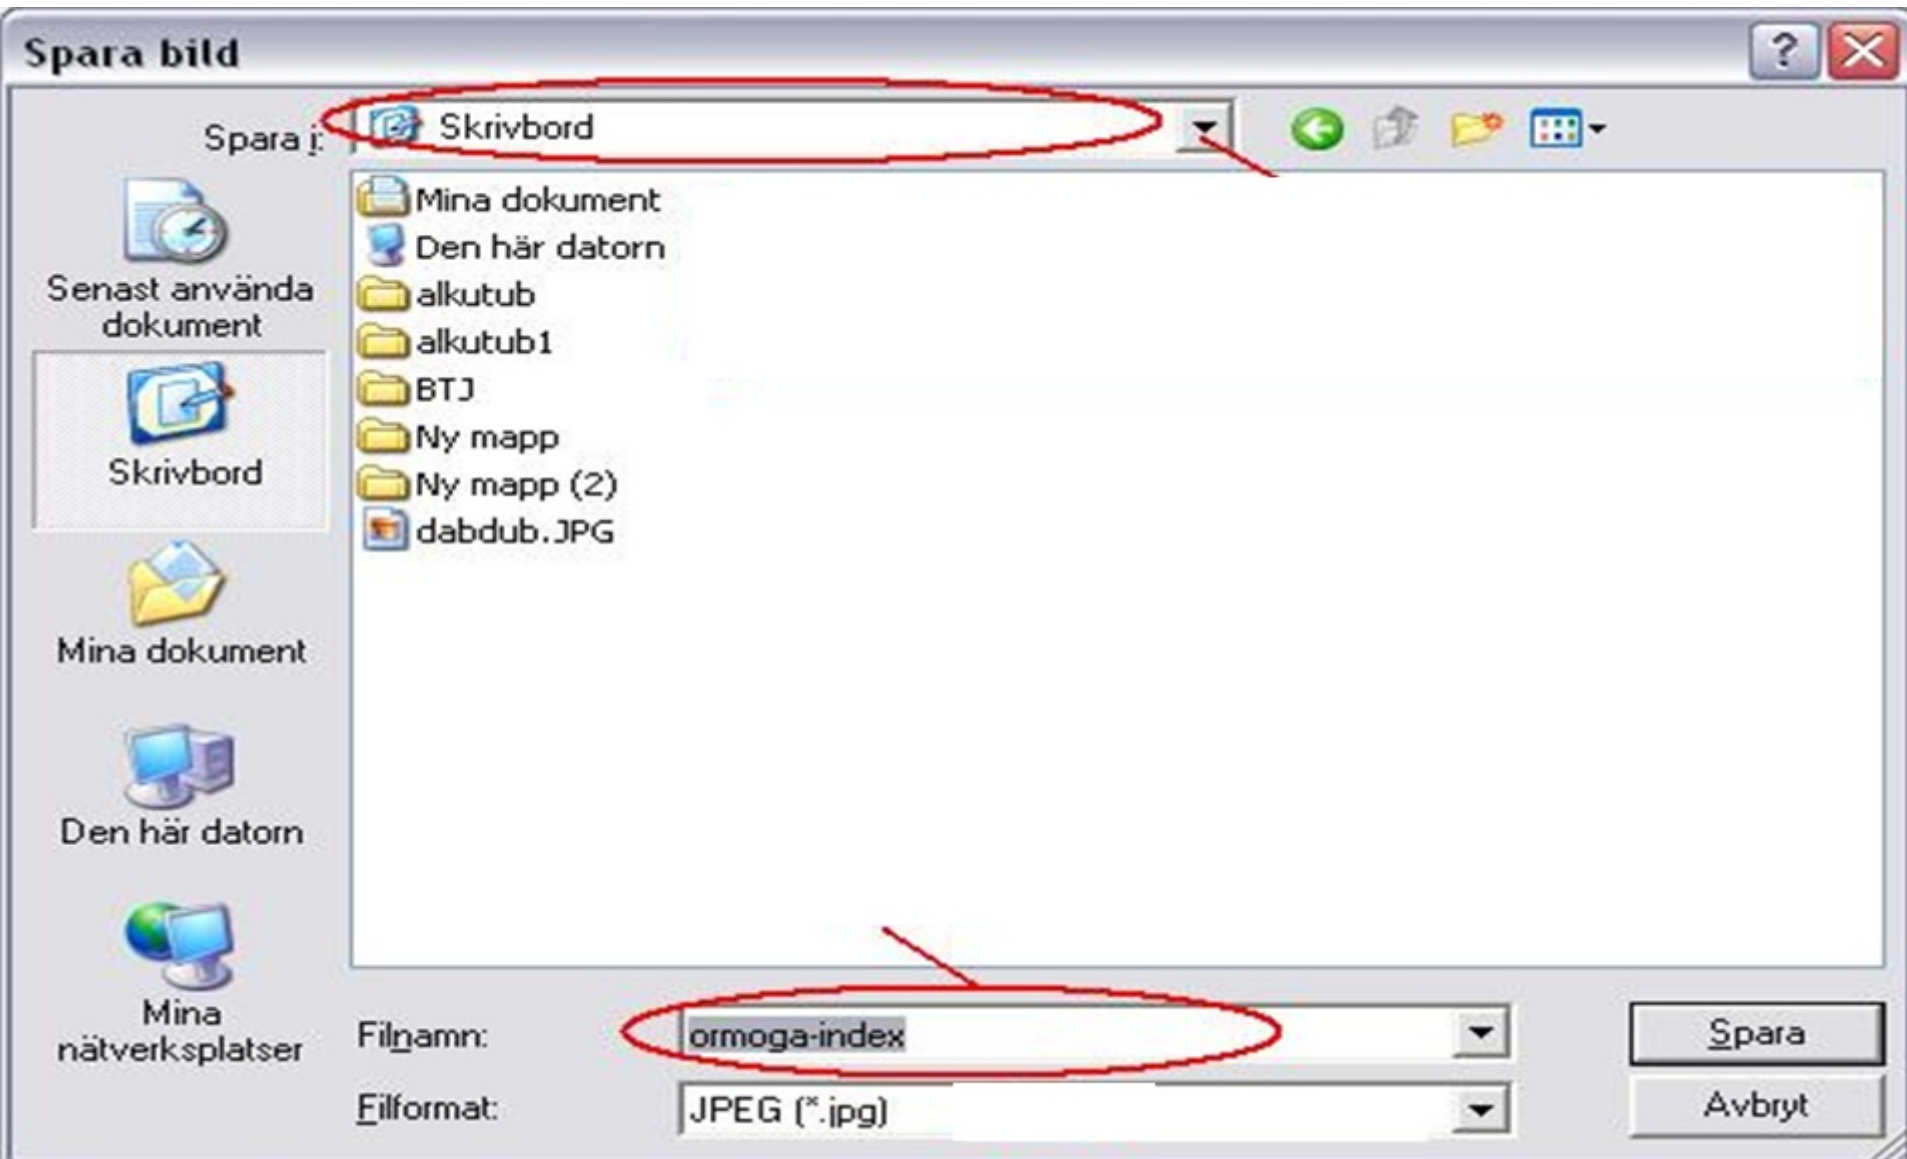 Spara bild
Spara i:
Skrivbord
Senast använda
dokument
Skrivbord
Mina dokument
Den här datorn
Mina
nätverksplatser
Mina dokument
Den här datorn
alkutub
alkutub1
BTJ
Ny mapp
Ny mapp (2)
dabdub.JPG
Filnamn:
ormoga-index
Spara
Filformat:
JPEG (*.jpg)
Avbryt